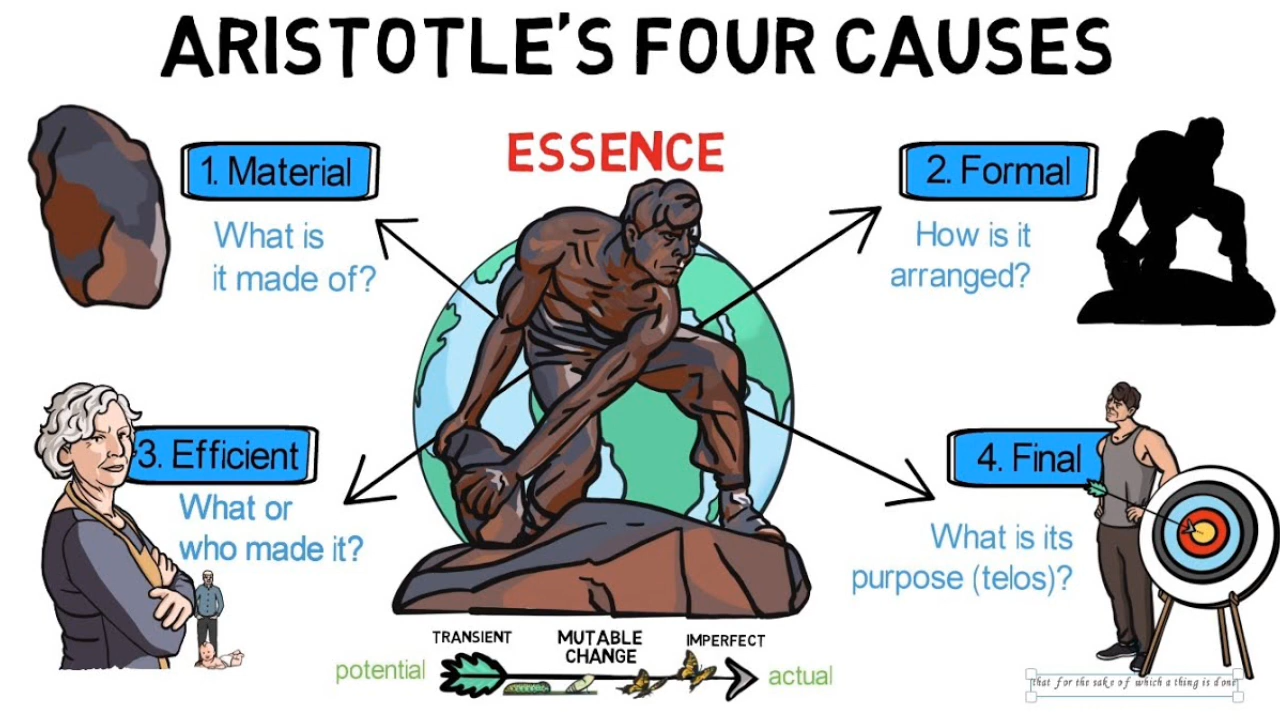 ARISTOTLE'S FOUR CAUSES
ESSENCE
1. Material
What is
it made of?
2. Formal
How is it
arranged?
3. Efficient
What or
who made it?
4. Final
What is its
purpose (telos)?
TRANSIENT
MUTABLE
CHANGE
IMPERFECT
potential
actual
that for the sake of which a thing is done